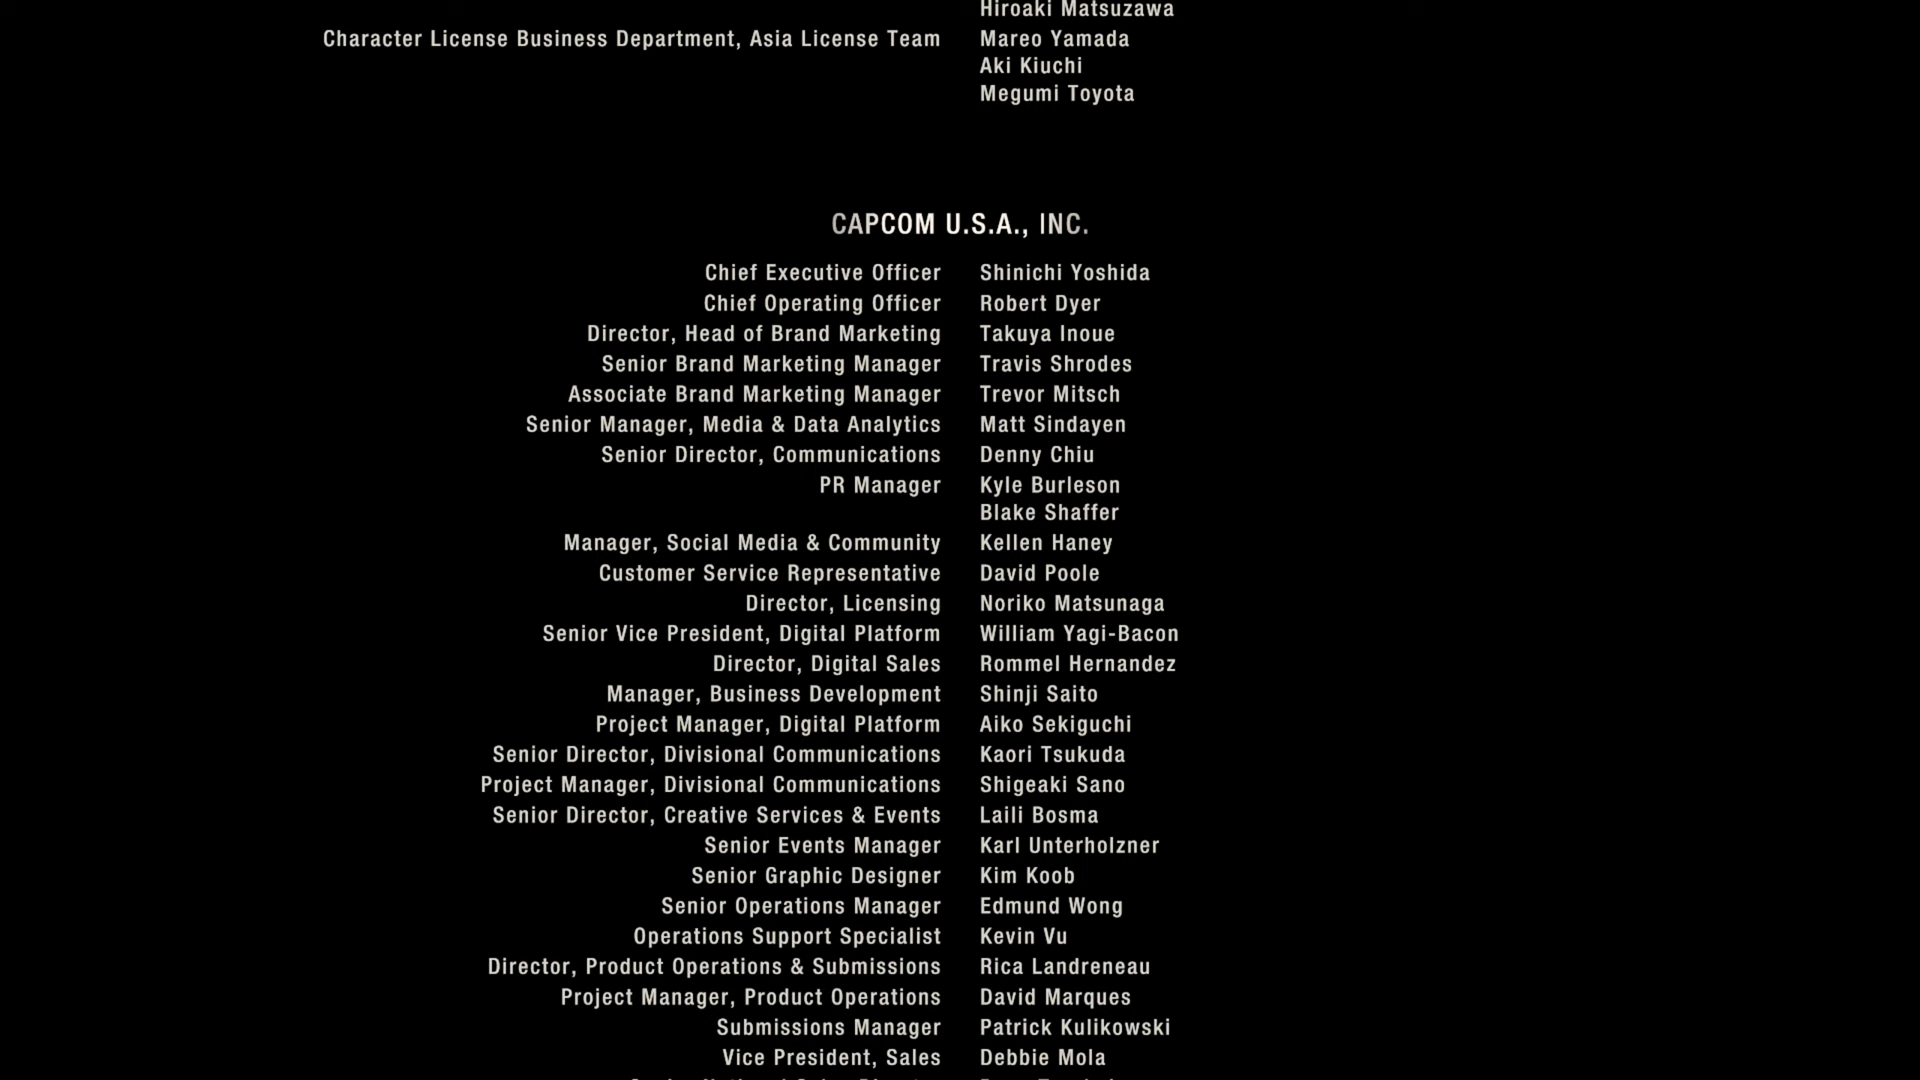 Hiroaki Matsuzawa
Character License Business Department, Asia License Team Mareo Yamada
Aki Kiuchi
Megumi Toyota
CAPCOM U.S.A., INC.
Chief Executive Officer Shinichi Yoshida
Chief Operating Officer Robert Dyer
Director, Head of Brand Marketing Takuya Inoue
Senior Brand Marketing Manager Travis Shrodes
Associate Brand Marketing Manager Trevor Mitsch
Senior Manager, Media & Data Analytics Matt Sindayen
Senior Director, Communications Denny Chiu
PR Manager Kyle Burleson
Blake Shaffer
Manager, Social Media & Community Kellen Haney
Customer Service Representative David Poole
Director, Licensing Noriko Matsunaga
Senior Vice President, Digital Platform William Yagi-Bacon
Director, Digital Sales Rommel Hernandez
Manager, Business Development Shinji Saito
Project Manager, Digital Platform Aiko Sekiguchi
Senior Director, Divisional Communications Kaori Tsukuda
Project Manager, Divisional Communications Shigeaki Sano
Senior Director, Creative Services & Events Laili Bosma
Senior Events Manager Karl Unterholzner
Senior Graphic Designer Kim Koob
Senior Operations Manager Edmund Wong
Operations Support Specialist Kevin Vu
Director, Product Operations & Submissions Rica Landreneau
Project Manager, Product Operations David Marques
Submissions Manager Patrick Kulikowski
Vice President, Sales Debbie Mola